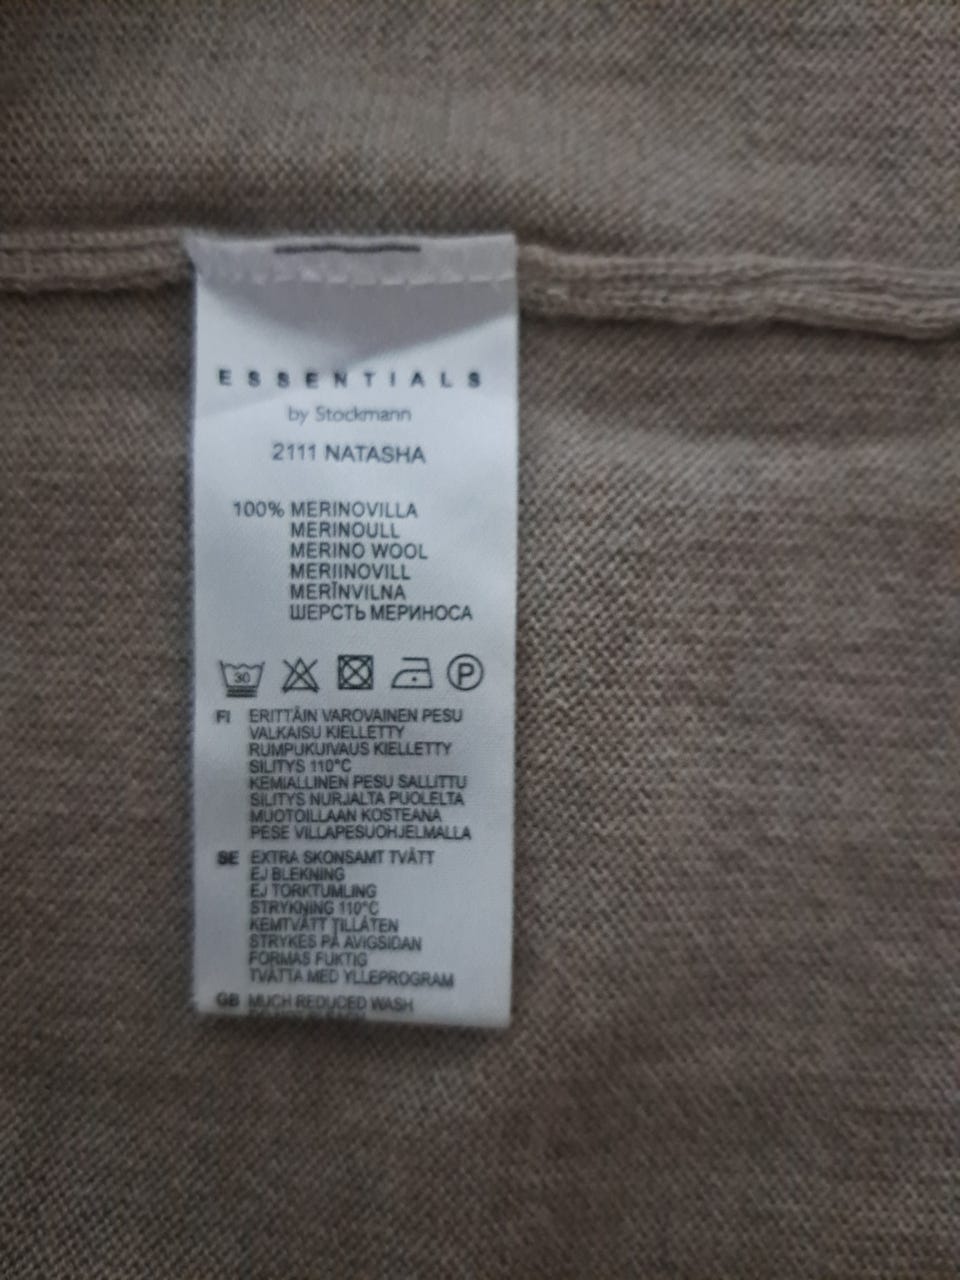 ESSENTIALS
by Stockmann
2111 NATASHA
100% MERINOVILLA
MERINOULL
MERINO WOOL
MERIINOVILL
MERĪNVILNA
ШЕРСТЬ МЕРИНОСА
30 P
FI ERITTÄIN VAROVAINEN PESU
VALKAISU KIELLETTY
RUMPUKUIVAUS KIELLETTY
SILITYS 110°C
KEMIALLINEN PESU SALLITTU
SILITYS NURJALTA PUOLELTA
MUOTOILLAAN KOSTEANA
PESE VILLAPESUOHJELMALLA
SE EXTRA SKONSAMT TVÄTT
EJ BLEKNING
EJ TORKTUMLING
STRYKNING 110°C
KEMTVÄTT TILLÅTEN
STRYKES PÅ AVIGSIDAN
FORMAS FUKTIG
TVÄTTA MED YLLEPROGRAM
GB MUCH REDUCED WASH